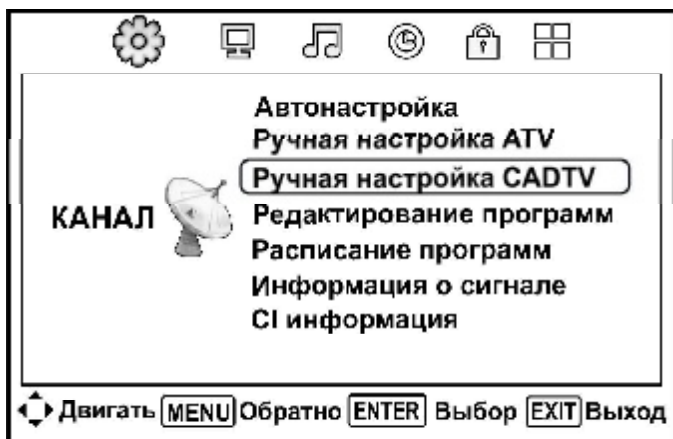 Автонастройка
Ручная настройка ATV
Ручная настройка CADTV
КАНАЛ
Редактирование программ
Расписание программ
Информация о сигнале
CI информация
Двигать MENU Обратно ENTER Выбор EXIT Выход